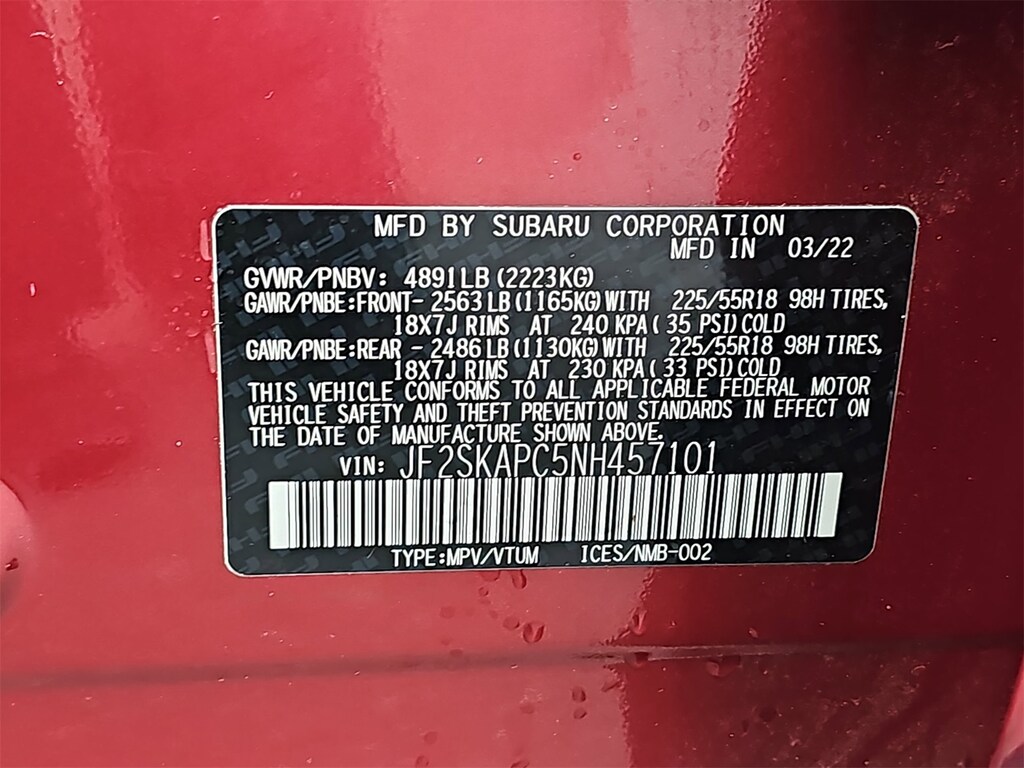 MFD BY SUBARU CORPORATION
MFD IN 03/22
GVWR/PNBV: 4891LB(2223KG)
GAWR/PNBE:FRONT- 2563LB(1165KG)WITH 225/55R18 98H TIRES,
18X7J RIMS AT 240 KPA( 35 PSI)COLD
GAWR/PNBE:REAR - 2486LB(1130KG)WITH 225/55R18 98H TIRES,
18X7J RIMS AT 230 KPA( 33 PSI)COLD
THIS VEHICLE CONFORMS TO ALL APPLICABLE FEDERAL MOTOR
VEHICLE SAFETY AND THEFT PREVENTION STANDARDS IN EFFECT ON
THE DATE OF MANUFACTURE SHOWN ABOVE.
VIN: JF2SKAPC5NH457101
TYPE:MPV/VTUM ICES/NMB-002